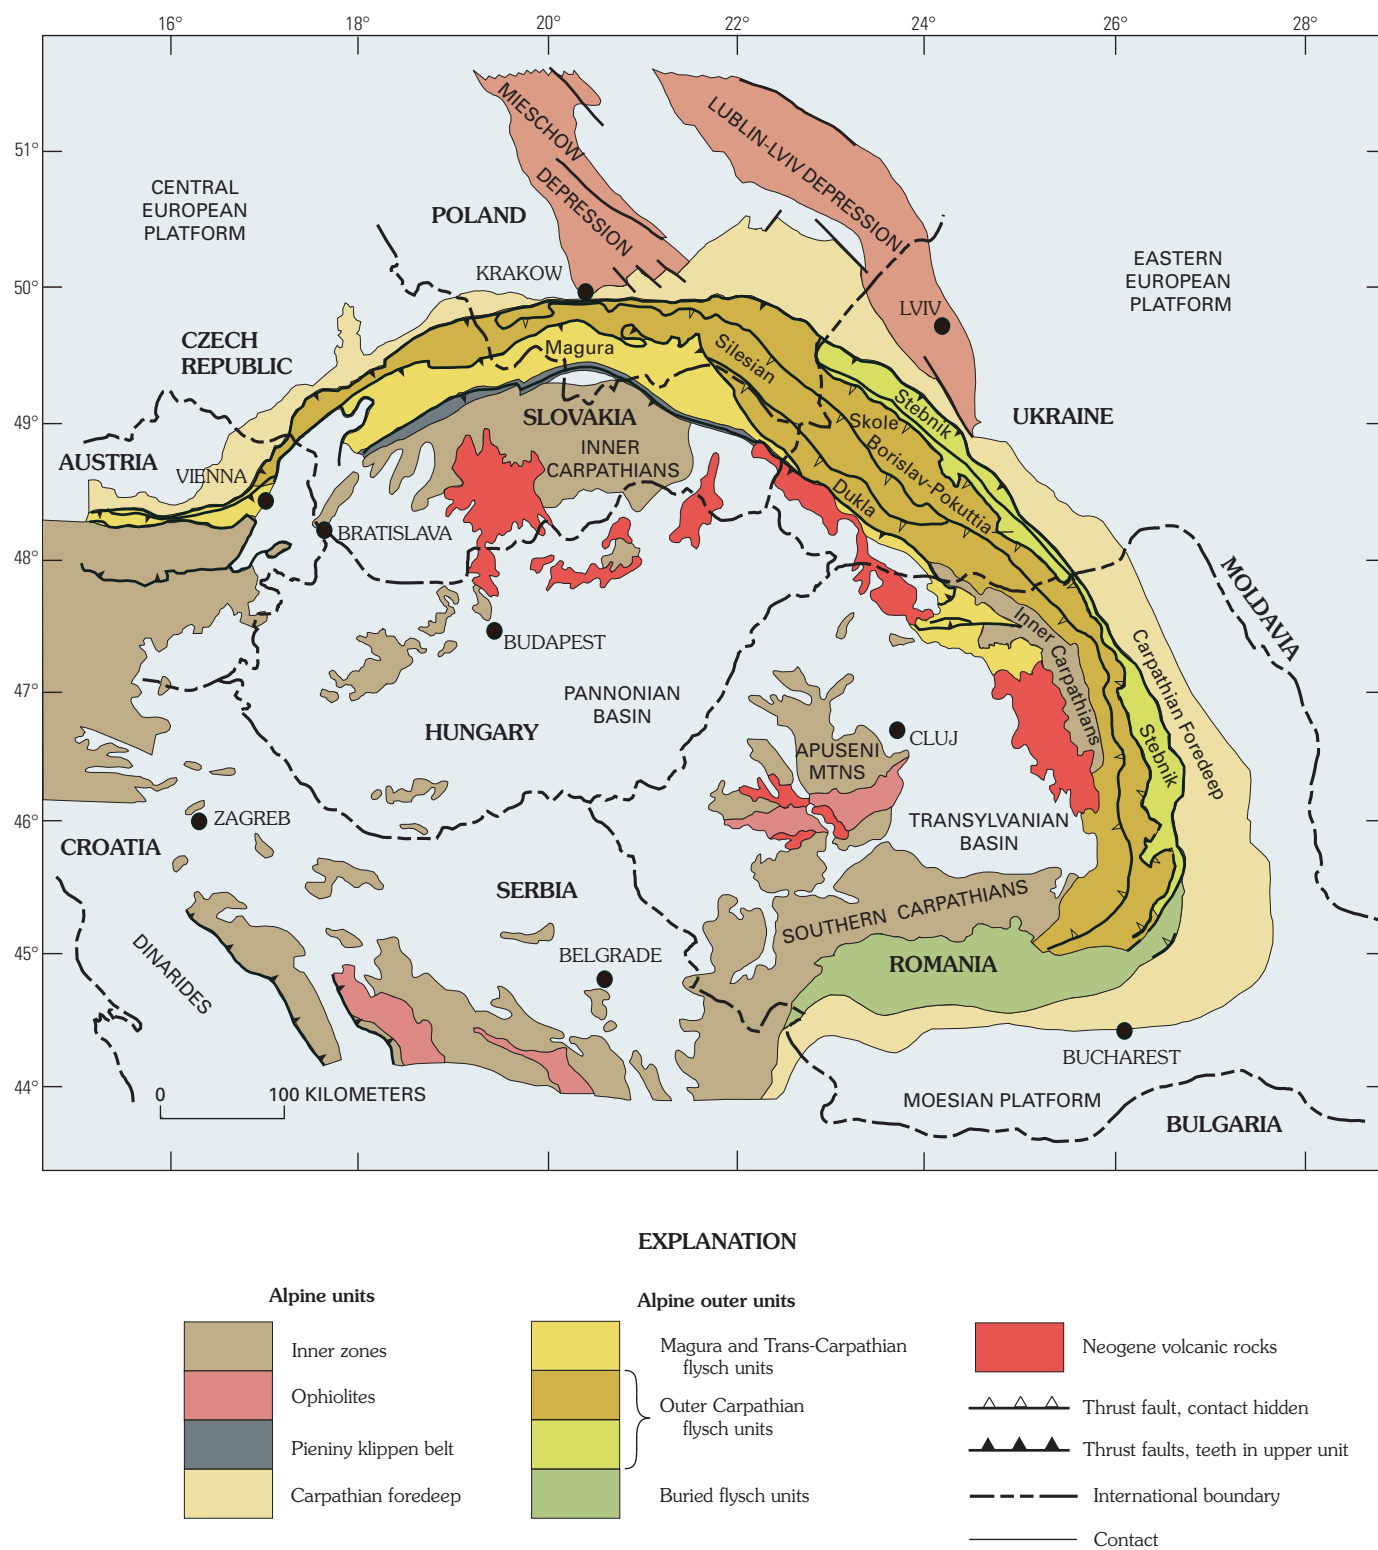 16°
18°
20°
22°
24°
26°
28°
51°
50°
49°
48°
47°
46°
45°
44°
MIESCHOW
DEPRESSION
LUBLIN-LVIV DEPRESSION
CENTRAL
EUROPEAN
PLATFORM
POLAND
KRAKOW
EASTERN
EUROPEAN
PLATFORM
LVIV
CZECH
REPUBLIC
Magura
Silesian
Stebnik
Skole
Borislav-Pokuttia
Dukla
UKRAINE
SLOVAKIA
INNER
CARPATHIANS
AUSTRIA
VIENNA
BRATISLAVA
MOLDAVIA
BUDAPEST
Inner Carpathians
Carpathian Foredeep
Stebnik
PANNONIAN
BASIN
HUNGARY
CLUJ
APUSENI
MTNS
TRANSYLVANIAN
BASIN
ZAGREB
CROATIA
SERBIA
SOUTHERN CARPATHIANS
DINARIDES
BELGRADE
ROMANIA
BUCHAREST
0
100 KILOMETERS
MOESIAN PLATFORM
BULGARIA
EXPLANATION
Alpine units
Inner zones
Ophiolites
Pieniny klippen belt
Carpathian foredeep
Alpine outer units
Magura and Trans-Carpathian
flysch units
Outer Carpathian
flysch units
Buried flysch units
Neogene volcanic rocks
Thrust fault, contact hidden
Thrust faults, teeth in upper unit
International boundary
Contact